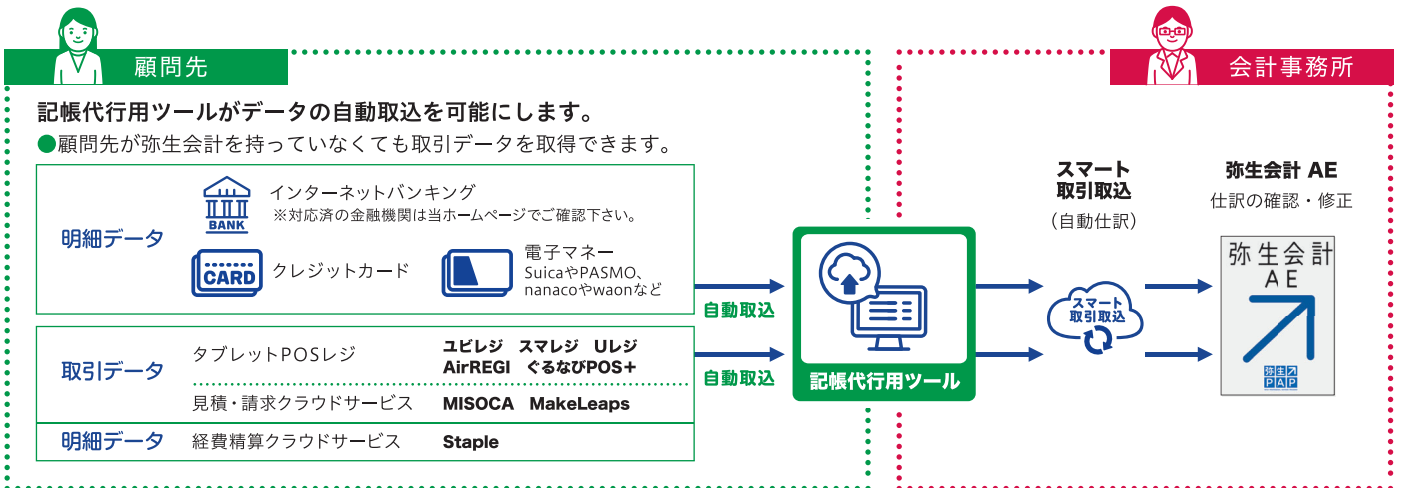 顧問先
会計事務所
記帳代行用ツールがデータの自動取込を可能にします。
●顧問先が弥生会計を持っていなくても取引データを取得できます。
明細データ
BANK
インターネットバンキング
※対応済の金融機関は当ホームページでご確認下さい。
CARD
クレジットカード
電子マネー
SuicaやPASMO、
nanacoやwaonなど
自動取込
取引データ
タブレットPOSレジ
ユビレジ スマレジ Uレジ
AirREGI ぐるなびPOS+
自動取込
見積・請求クラウドサービス
MISOCA MakeLeaps
明細データ
経費精算クラウドサービス
Staple
記帳代行用ツール
スマート
取引取込
（自動仕訳）
スマート
取引取込
弥生会計 AE
仕訳の確認・修正
弥生会計
AE
弥生
PAP